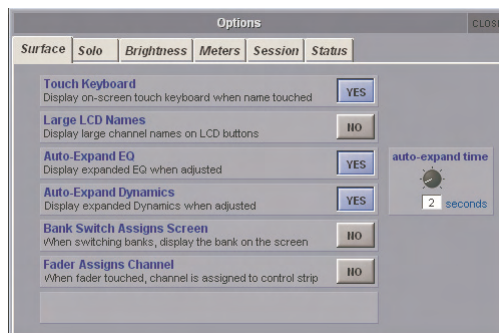 Options
CLOSE
Surface
Solo
Brightness
Meters
Session
Status
Touch Keyboard
Display on-screen touch keyboard when name touched
YES
Large LCD Names
Display large channel names on LCD buttons
NO
Auto-Expand EQ
Display expanded EQ when adjusted
YES
auto-expand time
2 seconds
Auto-Expand Dynamics
Display expanded Dynamics when adjusted
YES
Bank Switch Assigns Screen
When switching banks, display the bank on the screen
NO
Fader Assigns Channel
When fader touched, channel is assigned to control strip
NO